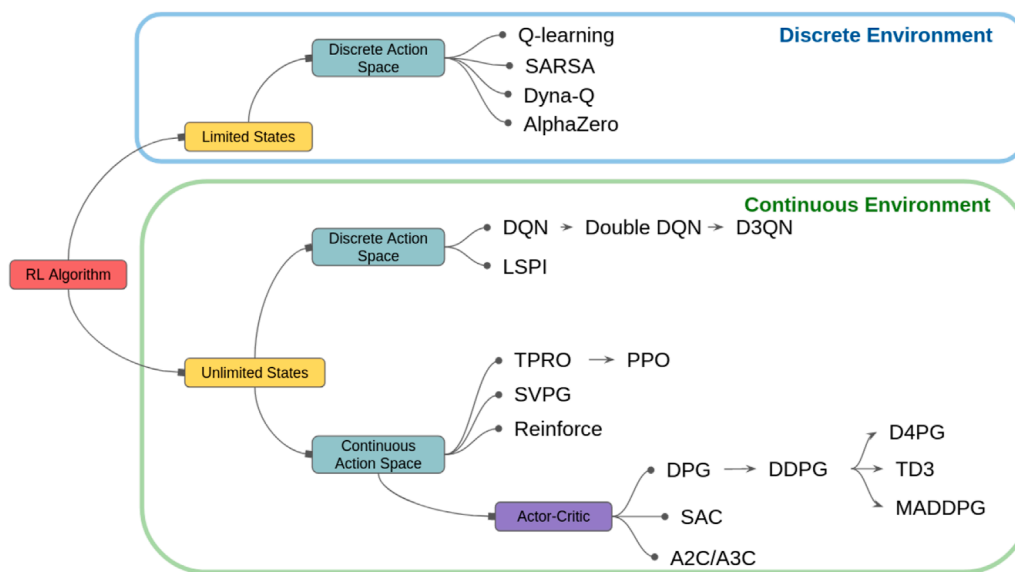 Discrete Environment
Discrete Action
Space
Q-learning
SARSA
Dyna-Q
AlphaZero
Limited States
Continuous Environment
Discrete Action
Space
DQN
Double DQN
D3QN
LSPI
RL Algorithm
Unlimited States
TPRO
PPO
SVPG
Reinforce
Continuous
Action Space
Actor-Critic
DPG
DDPG
D4PG
TD3
MADDPG
SAC
A2C/A3C